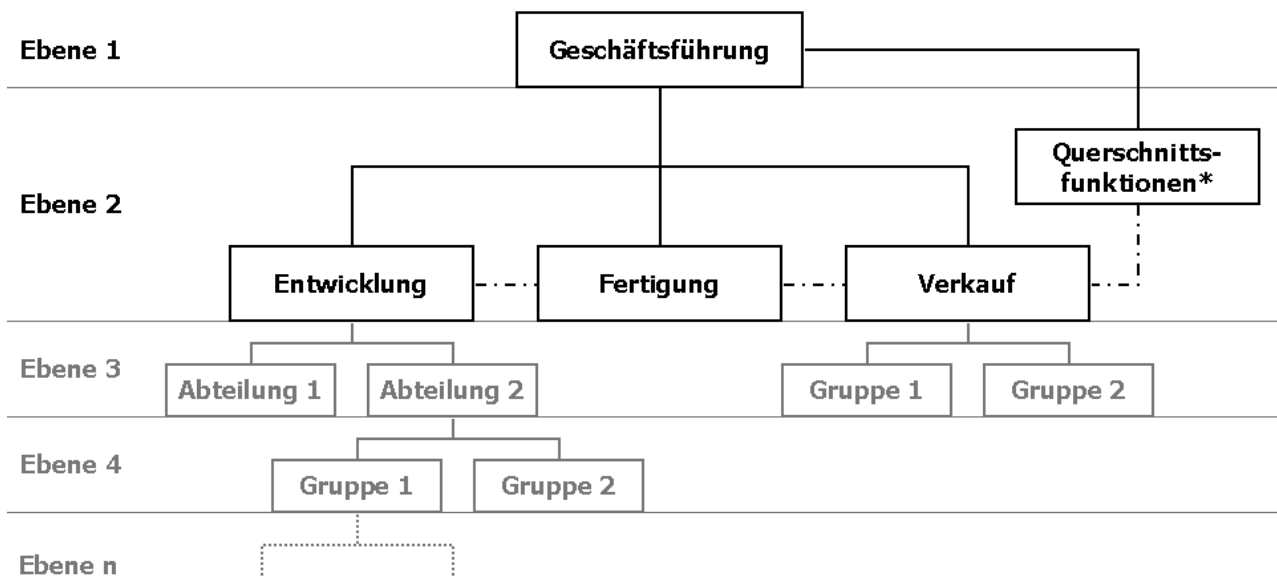 Ebene 1
Geschäftsführung
Ebene 2
Querschnitts-
funktionen*
Entwicklung
Fertigung
Verkauf
Ebene 3
Abteilung 1
Abteilung 2
Gruppe 1
Gruppe 2
Ebene 4
Gruppe 1
Gruppe 2
Ebene n